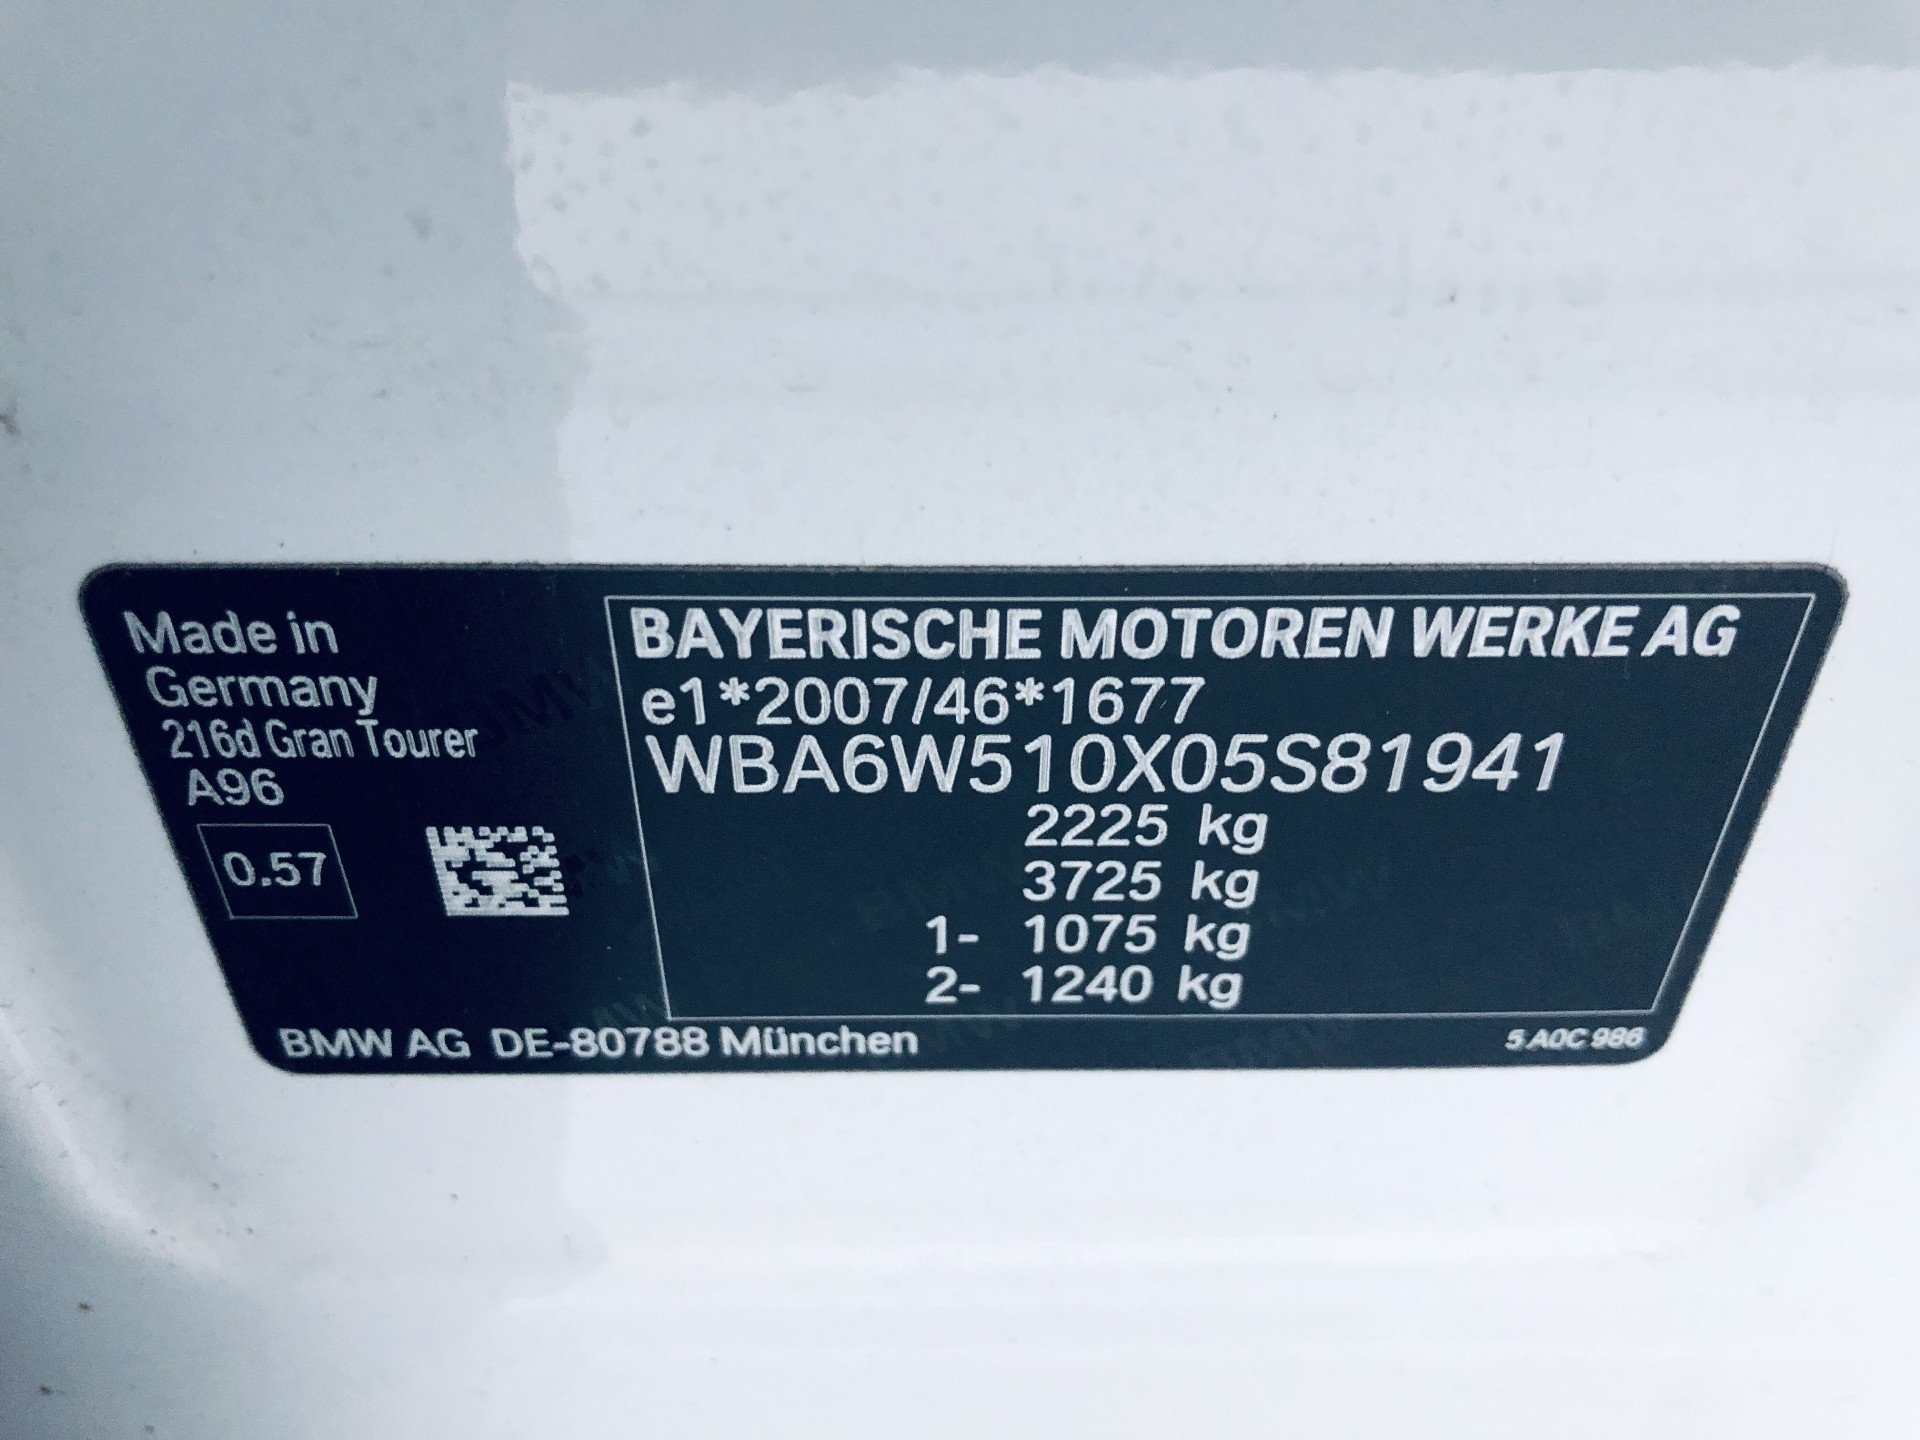 Made in
Germany
216d Gran Tourer
A96
0.57
BAYERISCHE MOTOREN WERKE AG
e1*2007/46*1677
WBA6W510X05S81941
2225 kg
3725 kg
1- 1075 kg
2- 1240 kg
BMW AG DE-80788 München
5 A0C 986